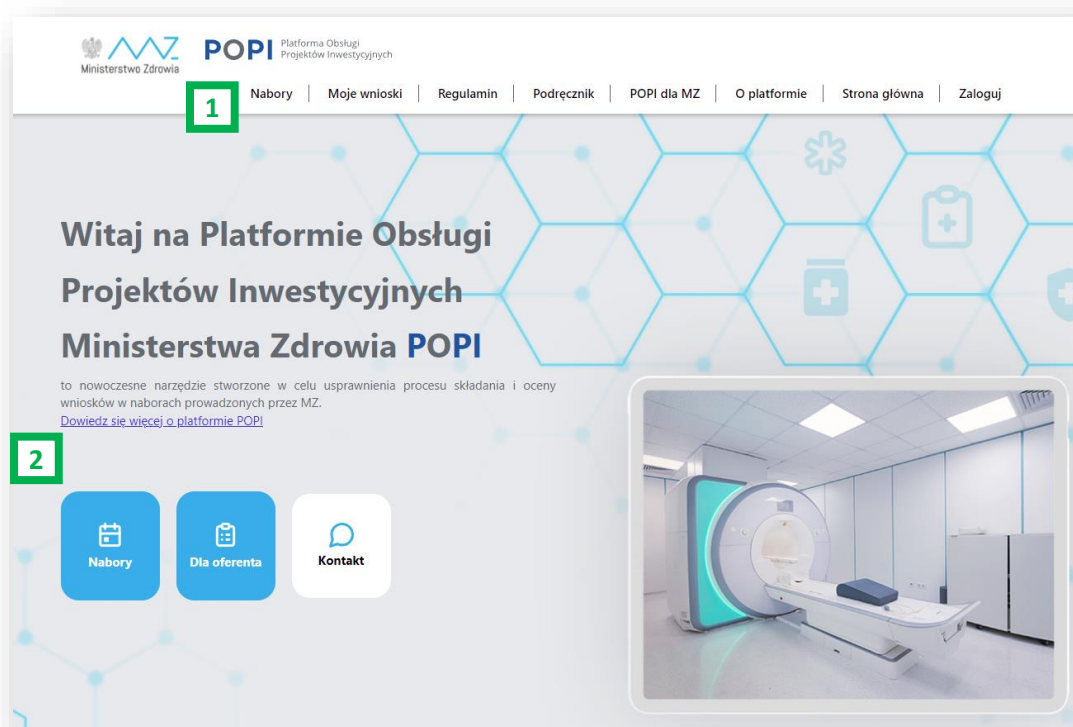 Ministerstwo Zdrowia
POPI
Platforma Obsługi
Projektów Inwestycyjnych
1
Nabory | Moje wnioski | Regulamin | Podręcznik | POPI dla MZ | O platformie | Strona główna | Zaloguj
Witaj na Platformie Obsługi
Projektów Inwestycyjnych
Ministerstwa Zdrowia POPI
to nowoczesne narzędzie stworzone w celu usprawnienia procesu składania i oceny
wniosków w naborach prowadzonych przez MZ.
Dowiedz się więcej o platformie POPI
2
Nabory
Dla oferenta
Kontakt